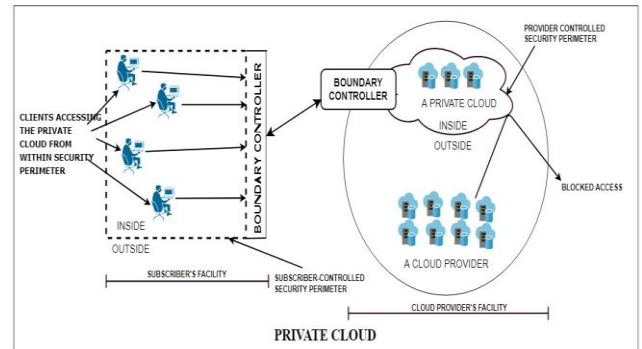 CLIENTS ACCESSING
THE PRIVATE
CLOUD FROM
WITHIN SECURITY
PERIMETER
INSIDE
OUTSIDE
BOUNDARY CONTROLLER
SUBSCRIBER'S FACILITY
SUBSCRIBER-CONTROLLED
SECURITY PERIMETER
BOUNDARY
CONTROLLER
A PRIVATE CLOUD
INSIDE
OUTSIDE
PROVIDER CONTROLLED
SECURITY PERIMETER
BLOCKED ACCESS
A CLOUD PROVIDER
CLOUD PROVIDER'S FACILITY
PRIVATE CLOUD